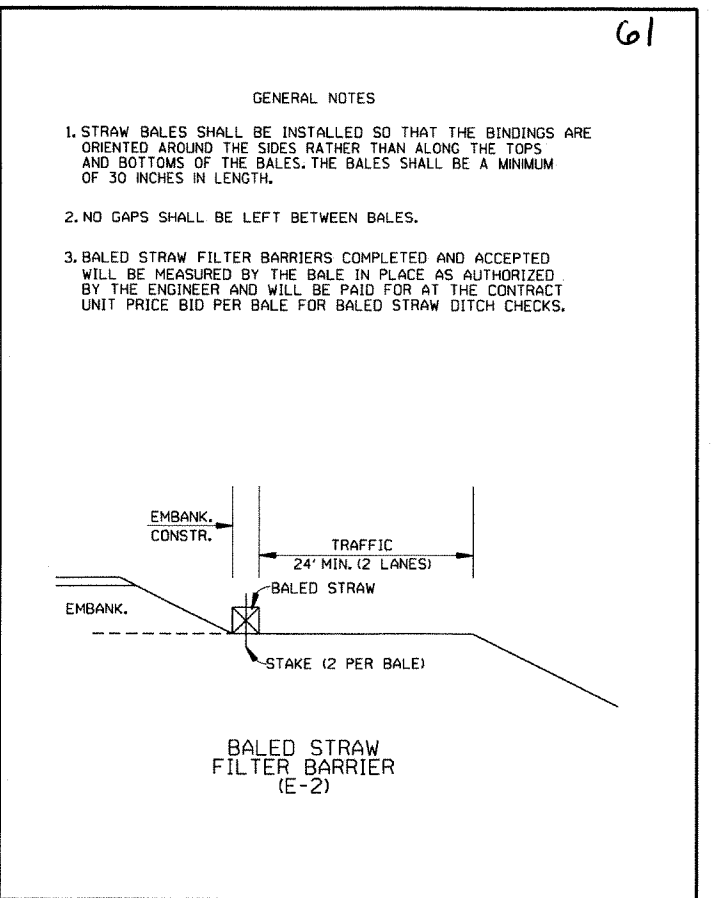 61
GENERAL NOTES
1. STRAW BALES SHALL BE INSTALLED SO THAT THE BINDINGS ARE
ORIENTED AROUND THE SIDES RATHER THAN ALONG THE TOPS
AND BOTTOMS OF THE BALES. THE BALES SHALL BE A MINIMUM
OF 30 INCHES IN LENGTH.
2. NO GAPS SHALL BE LEFT BETWEEN BALES.
3. BALED STRAW FILTER BARRIERS COMPLETED AND ACCEPTED
WILL BE MEASURED BY THE BALE IN PLACE AS AUTHORIZED
BY THE ENGINEER AND WILL BE PAID FOR AT THE CONTRACT
UNIT PRICE BID PER BALE FOR BALED STRAW DITCH CHECKS.
EMBANK.
CONSTR.
TRAFFIC
24' MIN. (2 LANES)
BALED STRAW
EMBANK.
STAKE (2 PER BALE)
BALED STRAW
FILTER BARRIER
(E-2)